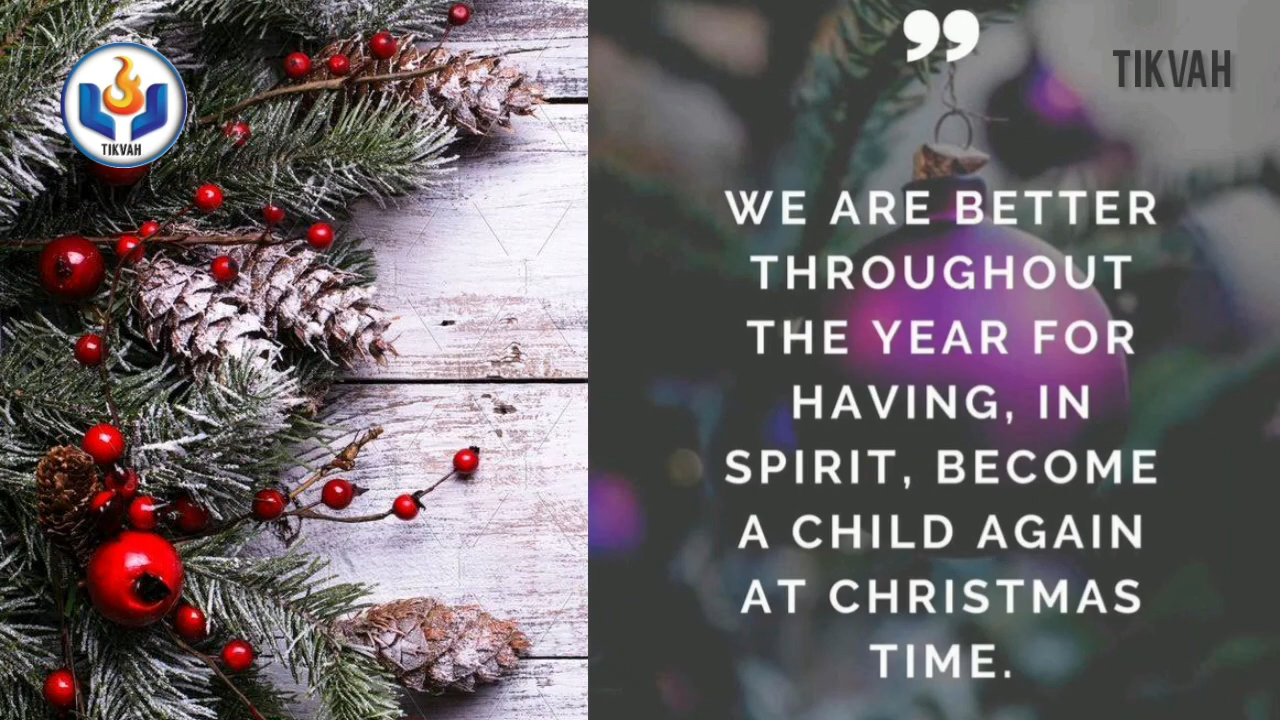 TIKVAH
TIKVAH
WE ARE BETTER
THROUGHOUT
THE YEAR FOR
HAVING, IN
SPIRIT, BECOME
A CHILD AGAIN
AT CHRISTMAS
TIME.